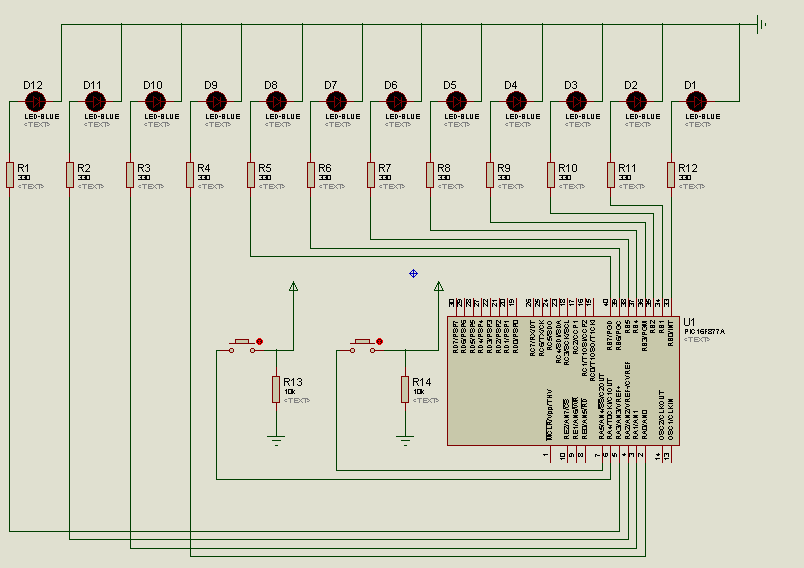 D12 D11 D10 D9 D8 D7 D6 D5 D4 D3 D2 D1
LED-BLUE LED-BLUE LED-BLUE LED-BLUE LED-BLUE LED-BLUE LED-BLUE LED-BLUE LED-BLUE LED-BLUE LED-BLUE LED-BLUE
<TEXT> <TEXT> <TEXT> <TEXT> <TEXT> <TEXT> <TEXT> <TEXT> <TEXT> <TEXT> <TEXT> <TEXT>
R1 R2 R3 R4 R5 R6 R7 R8 R9 R10 R11 R12
330 330 330 330 330 330 330 330 330 330 330 330
<TEXT> <TEXT> <TEXT> <TEXT> <TEXT> <TEXT> <TEXT> <TEXT> <TEXT> <TEXT> <TEXT> <TEXT>
30 29 28 27 22 21 20 19 26 25 24 23 18 17 16 15 40 39 38 37 36 35 34 33
U1
PIC16F877A
<TEXT>
RD7/PSP7 RD6/PSP6 RD5/PSP5 RD4/PSP4 RD3/PSP3 RD2/PSP2 RD1/PSP1 RD0/PSP0 RC7/RX/DT RC6/TX/CK RC5/SDO RC4/SDI/SDA RC3/SCK/SCL RC2/CCP1 RC1/T1OSI/CCP2 RC0/T1OSO/T1CKI RB7/PGD RB6/PGC RB5 RB4 RB3/PGM RB2 RB1 RB0/INT
R13
10k
<TEXT>
R14
10k
<TEXT>
MCLR/Vpp/THV RE2/AN7/CS RE1/AN6/WR RE0/AN5/RD RA5/AN4/SS/C2OUT RA4/T0CKI/C1OUT RA3/AN3/VREF+ RA2/AN2/VREF-/CVREF RA1/AN1 RA0/AN0 OSC2/CLKOUT OSC1/CLKIN
1 10 9 8 7 6 5 4 3 2 14 13